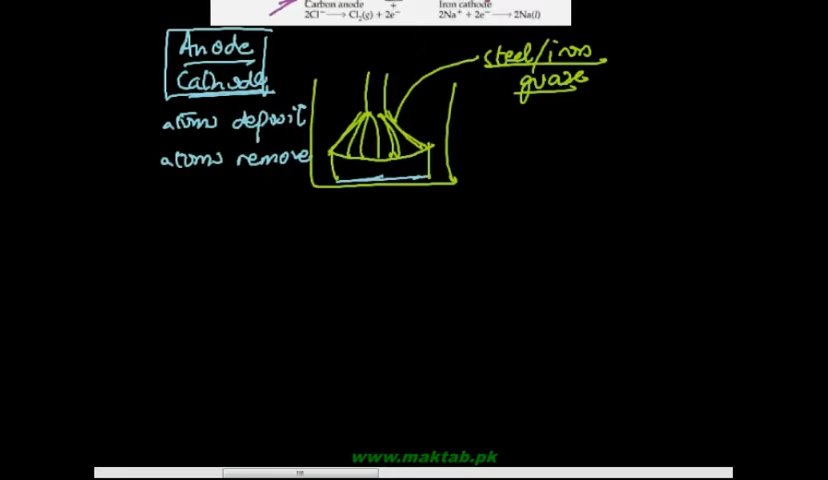 Carbon anode
+
Iron cathode
2Cl⁻ ⟶ Cl₂(g) + 2e⁻
2Na⁺ + 2e⁻ ⟶ 2Na(l)
Anode
Cathode
atoms deposit
atoms remove
steel/iron
guaze
www.maktab.pk